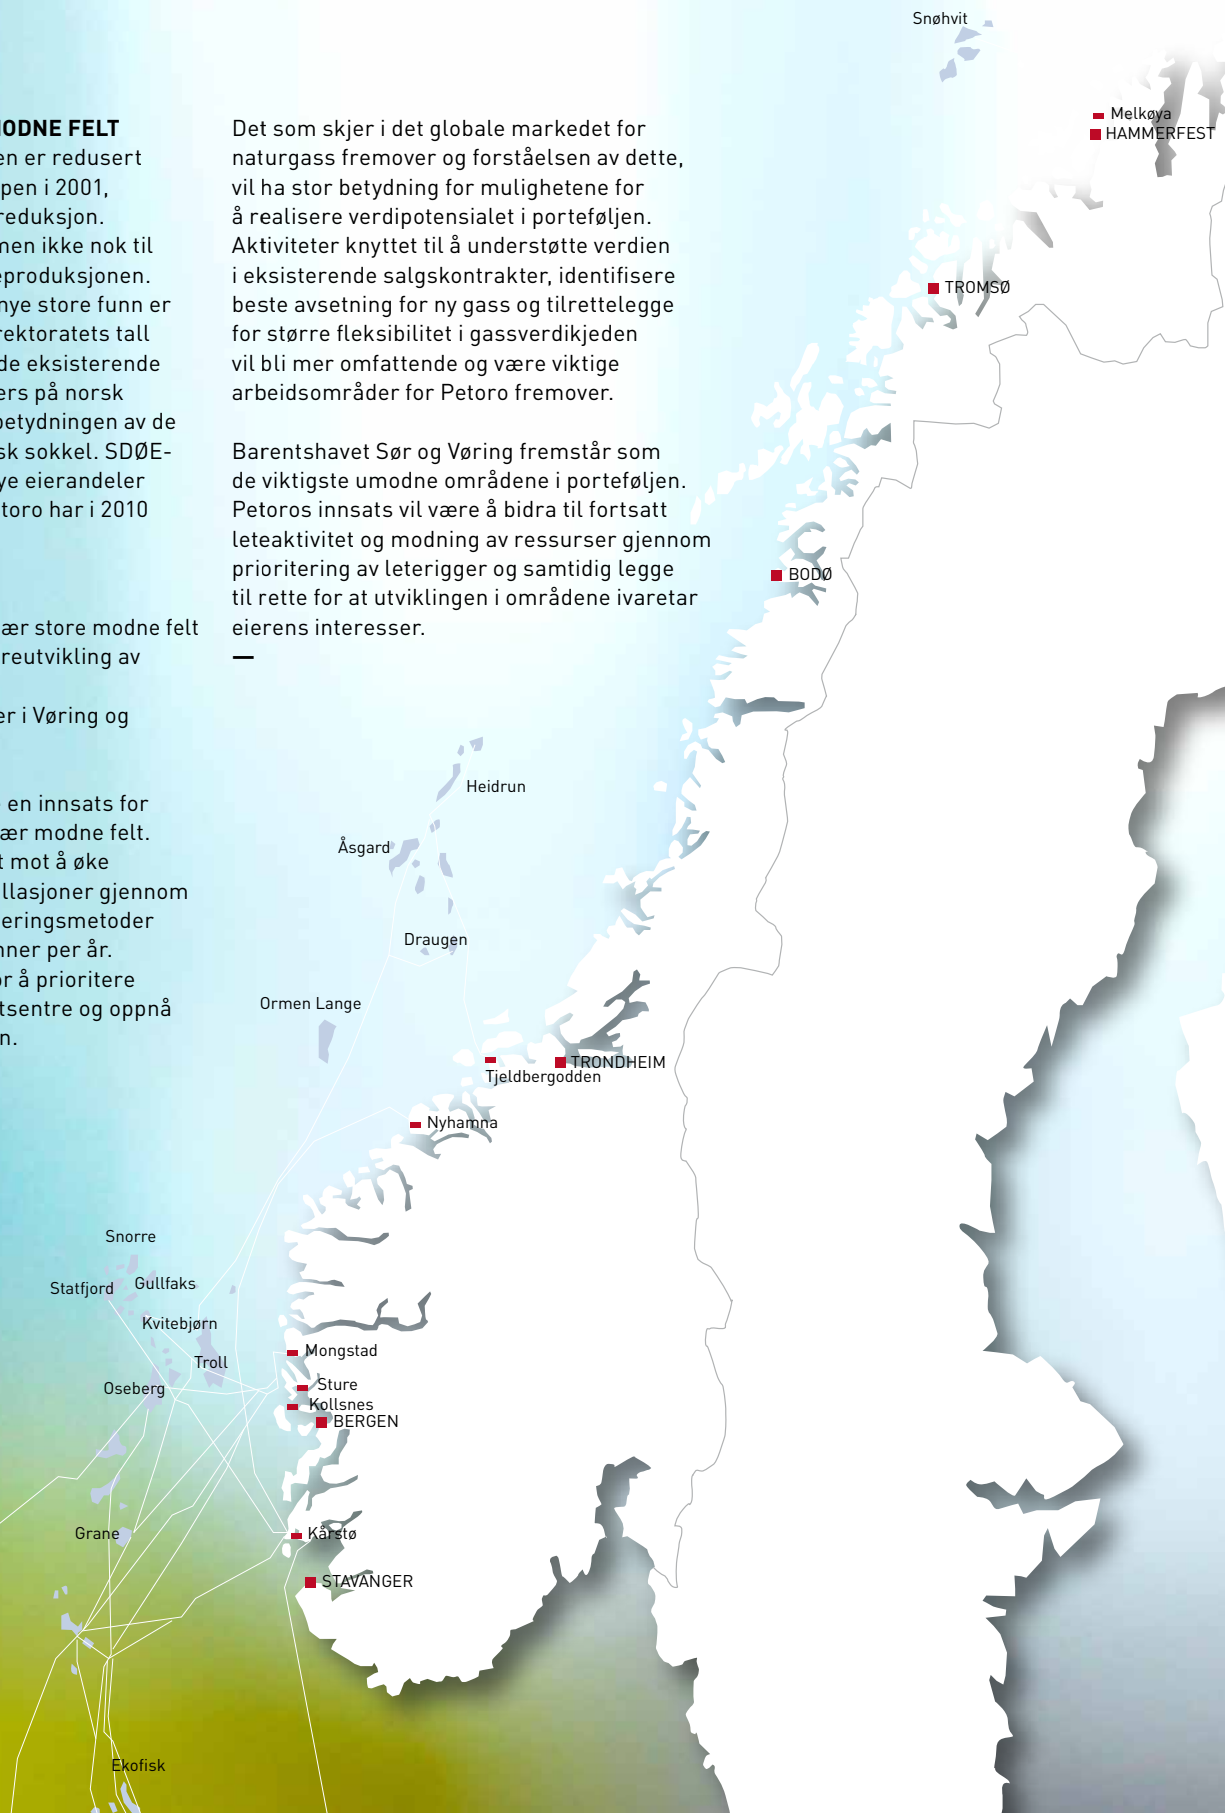 ODNE FELT
en er redusert
pen i 2001,
reduksjon.
men ikke nok til
eproduksjonen.
nye store funn er
rektoratets tall
de eksisterende
ers på norsk
betydningen av de
sk sokkel. SDØE-
ye eierandeler
toro har i 2010
ær store modne felt
reutvikling av
er i Vøring og
en innsats for
ær modne felt.
t mot å øke
llasjoner gjennom
eringsmetoder
nner per år.
or å prioritere
tsentre og oppnå
n.
Det som skjer i det globale markedet for
naturgass fremover og forståelsen av dette,
vil ha stor betydning for mulighetene for
å realisere verdipotensialet i porteføljen.
Aktiviteter knyttet til å understøtte verdien
i eksisterende salgskontrakter, identifisere
beste avsetning for ny gass og tilrettelegge
for større fleksibilitet i gassverdikjeden
vil bli mer omfattende og være viktige
arbeidsområder for Petoro fremover.
Barentshavet Sør og Vøring fremstår som
de viktigste umodne områdene i porteføljen.
Petoros innsats vil være å bidra til fortsatt
leteaktivitet og modning av ressurser gjennom
prioritering av leterigger og samtidig legge
til rette for at utviklingen i områdene ivaretar
eierens interesser.
—
Snøhvit
Melkøya
HAMMERFEST
TROMSØ
BODØ
Heidrun
Åsgard
Draugen
Ormen Lange
TRONDHEIM
Tjeldbergodden
Nyhamna
Snorre
Statfjord
Gullfaks
Kvitebjørn
Troll
Oseberg
Mongstad
Sture
Kollsnes
BERGEN
Grane
Kårstø
STAVANGER
Ekofisk